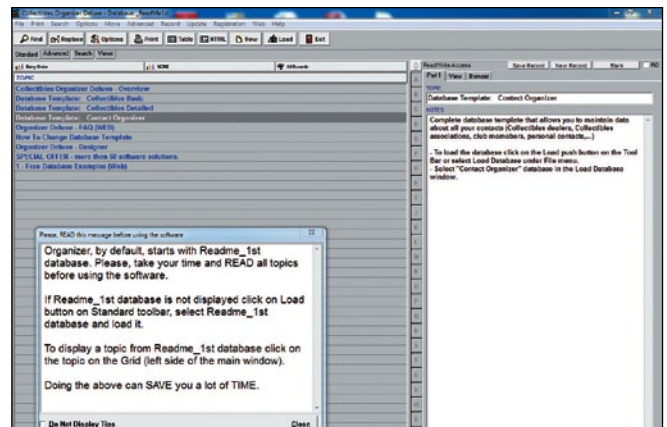 Collectibles Organizer Deluxe - Database: ReadMe1st
File Print Search Options Move Advanced Record Update Registration Web Help
Find Replace Options Print Table HTML New Load Exit
Standard Advanced Search Views
Any Data NONE All Records
TOPIC
Collectibles Organizer Deluxe - Overview
Database Template: Collectibles Basic
Database Template: Collectibles Detailed
Database Template: Contact Organizer
Organizer Deluxe - FAQ (WEB)
How To Change Database Template
Organizer Deluxe - Designer
SPECIAL OFFER - more then 50 software solutions.
1 - Free Database Examples (Web)
Please, READ this message before using the software
Organizer, by default, starts with Readme_1st
database. Please, take your time and READ all topics
before using the software.
If Readme_1st database is not displayed click on Load
button on Standard toolbar, select Readme_1st
database and load it.
To display a topic from Readme_1st database click on
the topic on the Grid (left side of the main window).
Doing the above can SAVE you a lot of TIME.
Do Not Display Tips Close
Read/Write Access Save Record New Record Blank RO
Part 1 View Browser
TOPIC
Database Template: Contact Organizer
NOTES
Complete database template that allows you to maintain data
about all your contacts (Collectibles dealers, Collectibles
associations, club mombers, personal contacts,...)
- To load the database click on the Load push button on the Tool
Bar or select Load Database under File menu.
- Select "Contact Organizer" database in the Load Database
window.